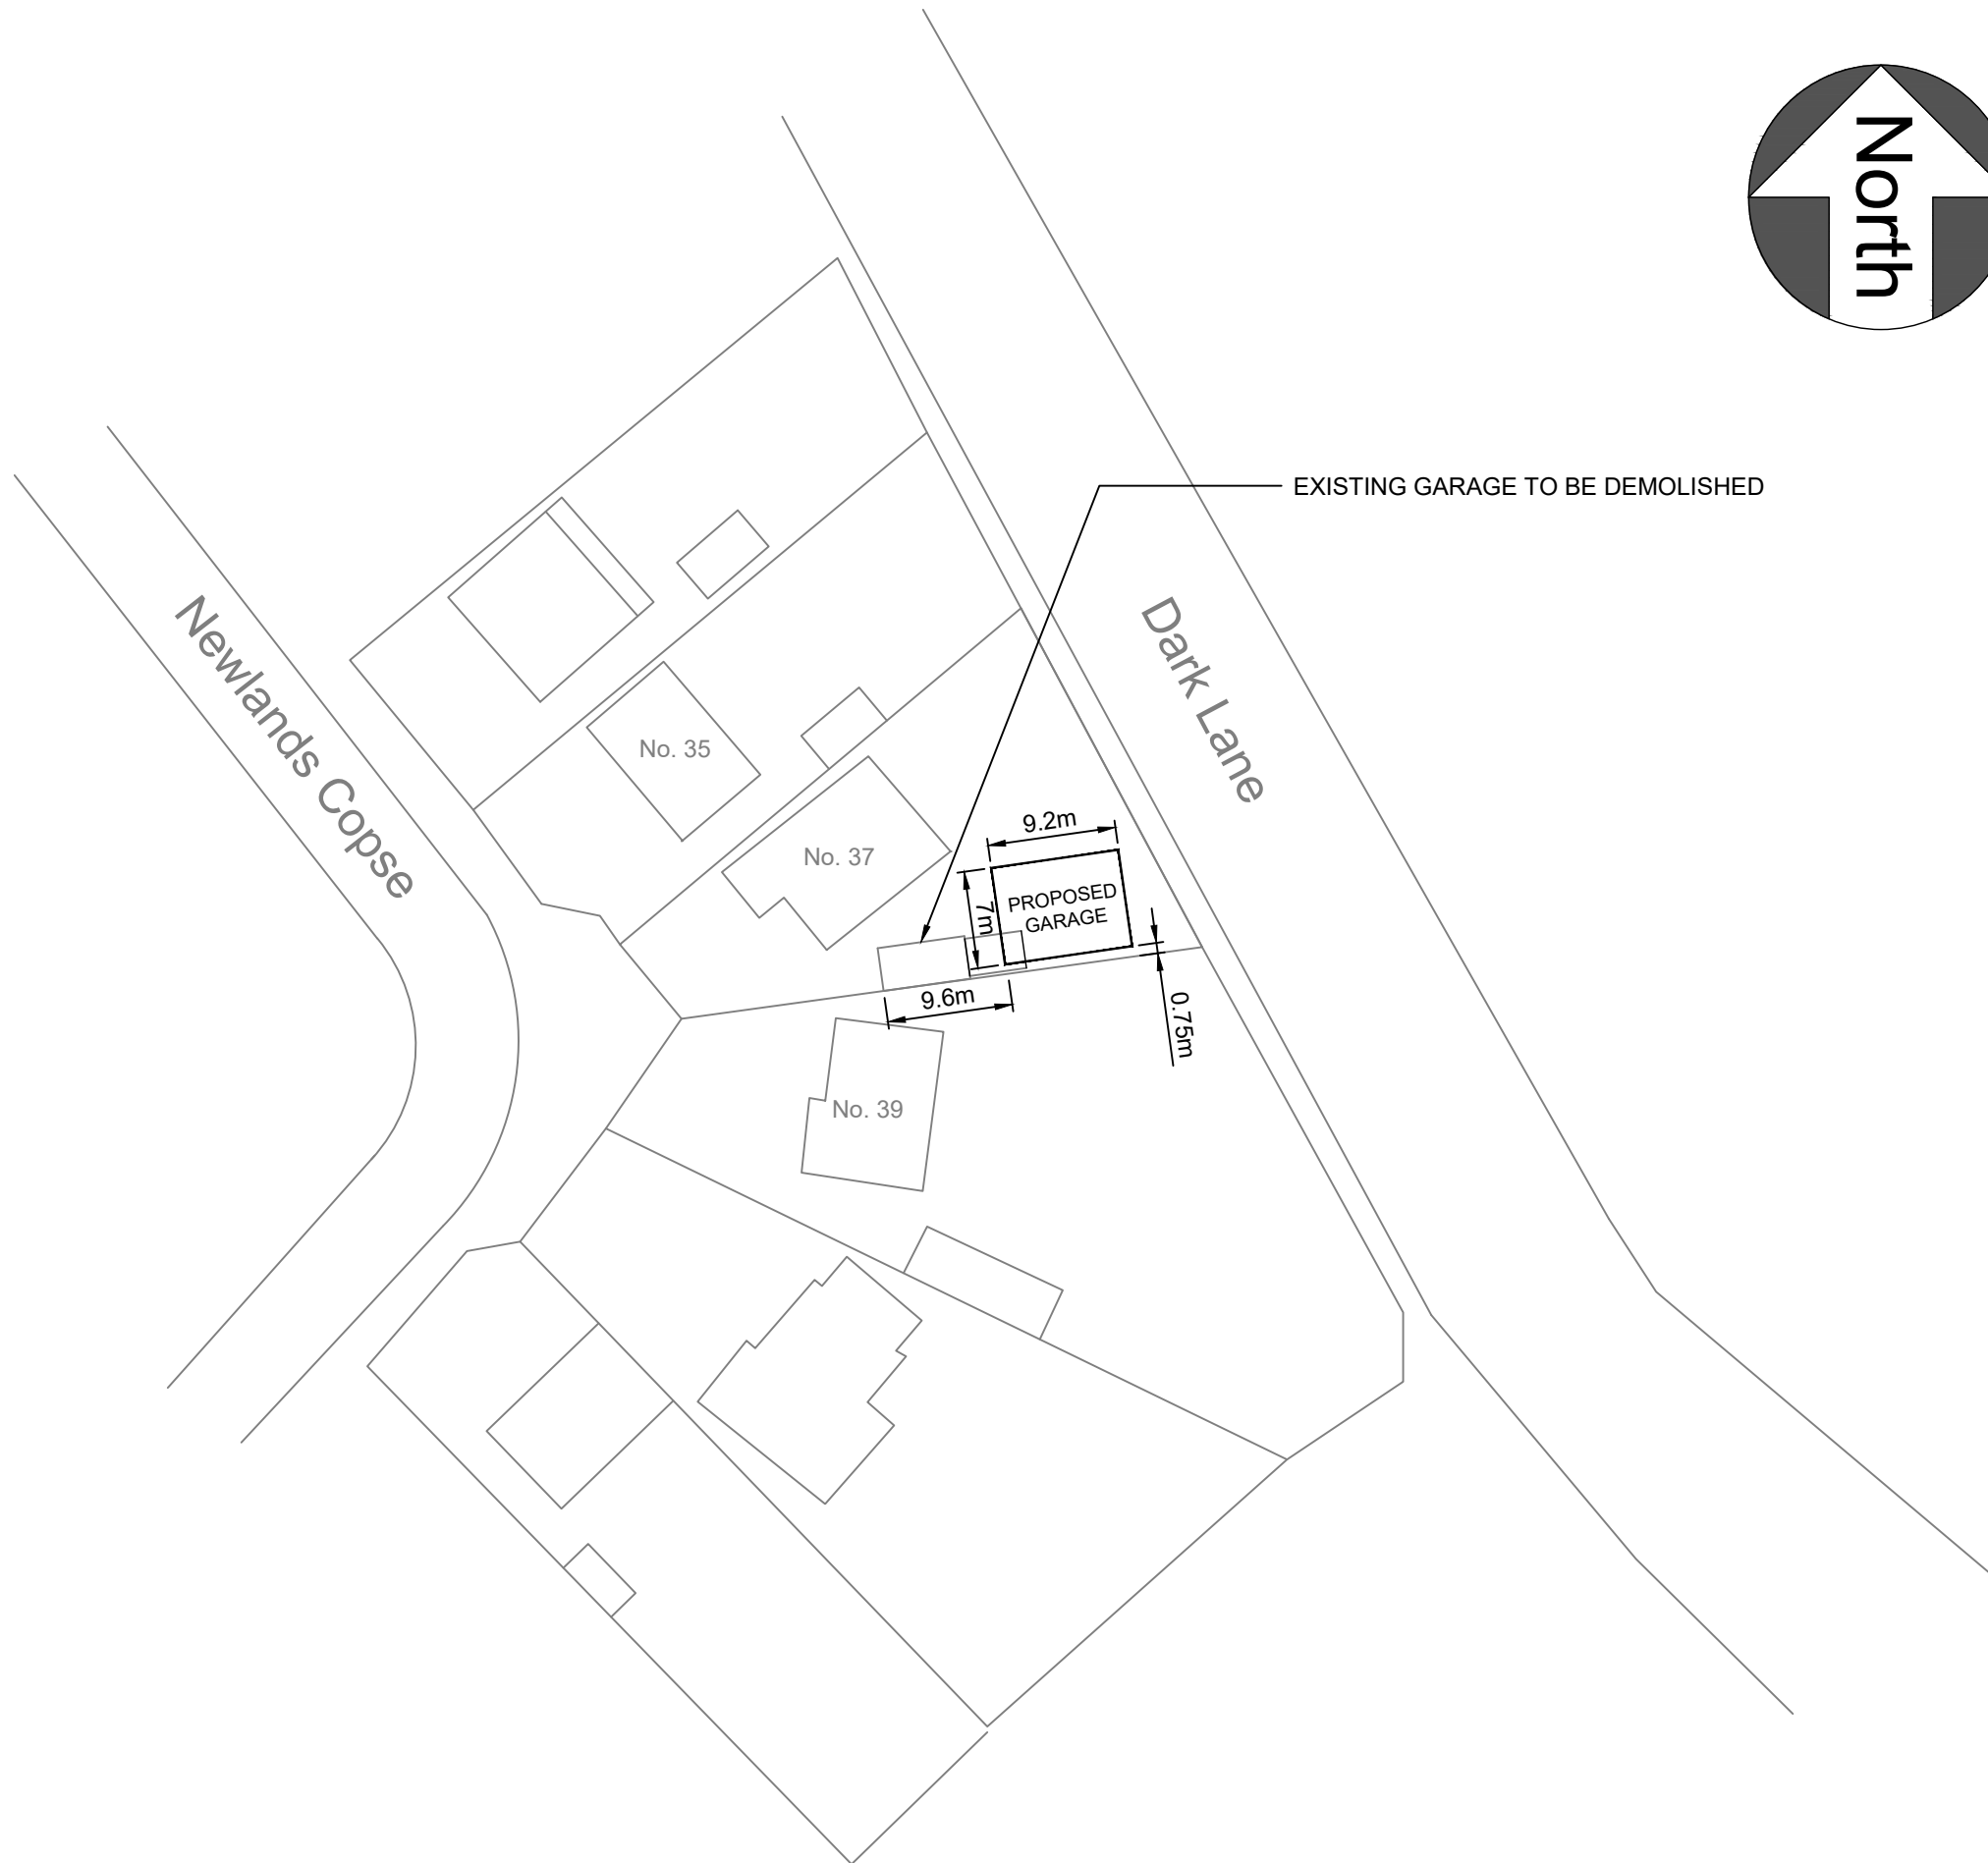 North
EXISTING GARAGE TO BE DEMOLISHED
Newlands Copse
Dark Lane
No. 35
No. 37
9.2m
7m
PROPOSED
GARAGE
9.6m
0.75m
No. 39